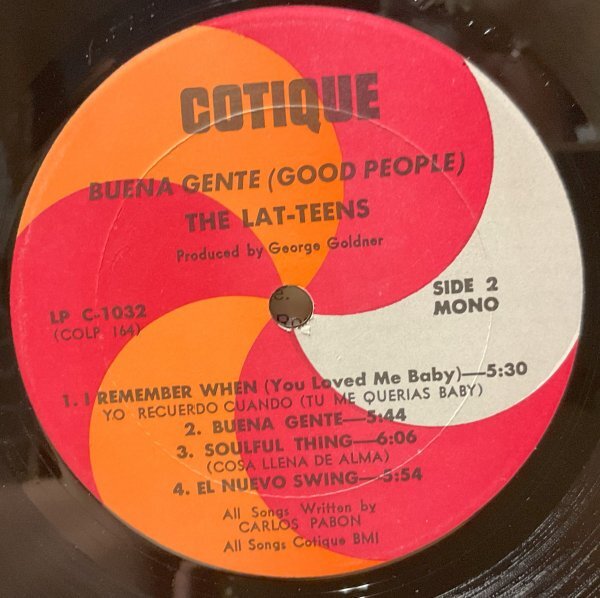 COTIQUE
BUENA GENTE (GOOD PEOPLE)
THE LAT-TEENS
Produced by George Goldner
LP C-1032
(COLP 164)
SIDE 2
MONO
1. I REMEMBER WHEN (You Loved Me Baby)—5:30
YO RECUERDO CUANDO (TU ME QUERIAS BABY)
2. BUENA GENTE—5:44
3. SOULFUL THING—6:06
(COSA LLENA DE ALMA)
4. EL NUEVO SWING—5:54
All Songs Written by
CARLOS PABON
All Songs Cotique BMI